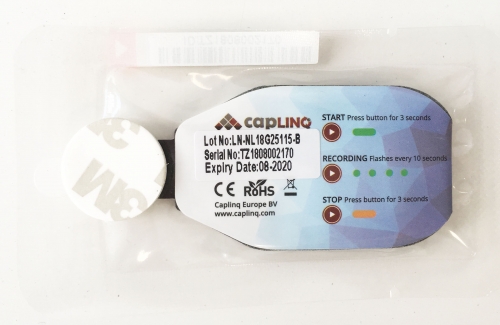 CAPLINQ
Lot No:LN-NL18G25115-B
Serial No:TZ1808002170
Expiry Date:08-2020
CE RoHS
Caplinq Europe BV
www.caplinq.com
START Press button for 3 seconds
RECORDING Flashes every 10 seconds
STOP Press button for 3 seconds
3M